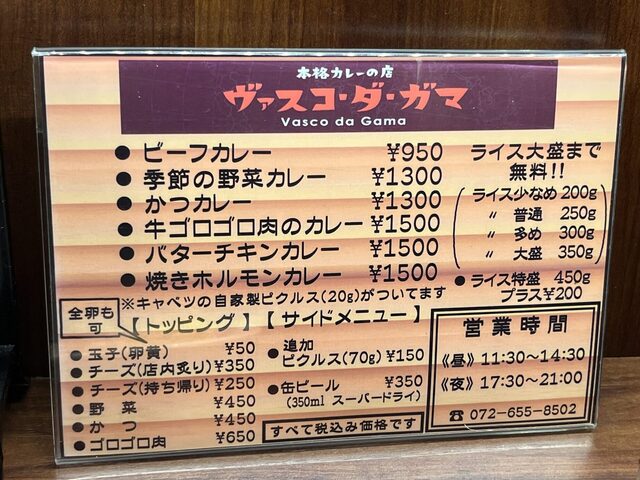 本格カレーの店
ヴァスコ・ダ・ガマ
Vasco da Gama
● ビーフカレー ¥950
● 季節の野菜カレー ¥1300
● かつカレー ¥1300
● 牛ゴロゴロ肉のカレー ¥1500
● バターチキンカレー ¥1500
● 焼きホルモンカレー ¥1500
※キャベツの自家製ピクルス(20g)がついてます
ライス大盛まで
無料!!
ライス少なめ 200g
〃 普通 250g
〃 多め 300g
〃 大盛 350g
● ライス特盛 450g
プラス¥200
全卵も
可
【トッピング】
● 玉子(卵黄) ¥50
● チーズ(店内炙り) ¥350
● チーズ(持ち帰り) ¥250
● 野菜 ¥450
● かつ ¥450
● ゴロゴロ肉 ¥650
【サイドメニュー】
● 追加
ピクルス(70g) ¥150
● 缶ビール ¥350
(350ml スーパードライ)
すべて税込み価格です
営業時間
《昼》11:30~14:30
《夜》17:30~21:00
☎ 072-655-8502